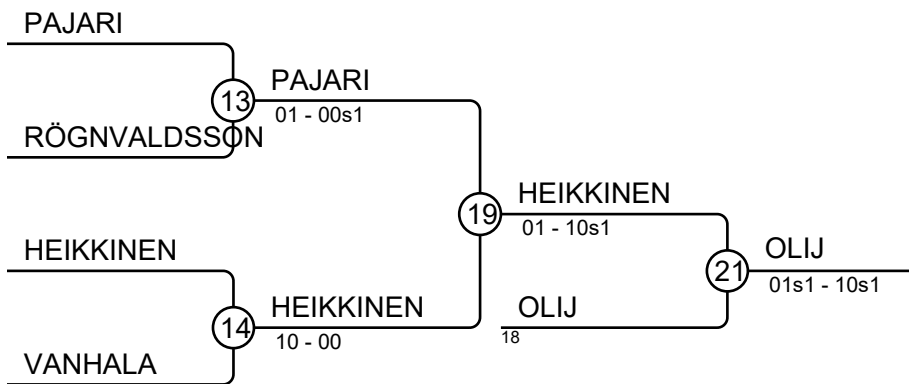 PAJARI
13
PAJARI
01 - 00s1
RÖGNVALDSSON
19
HEIKKINEN
01 - 10s1
HEIKKINEN
14
HEIKKINEN
10 - 00
VANHALA
OLIJ
18
21
OLIJ
01s1 - 10s1